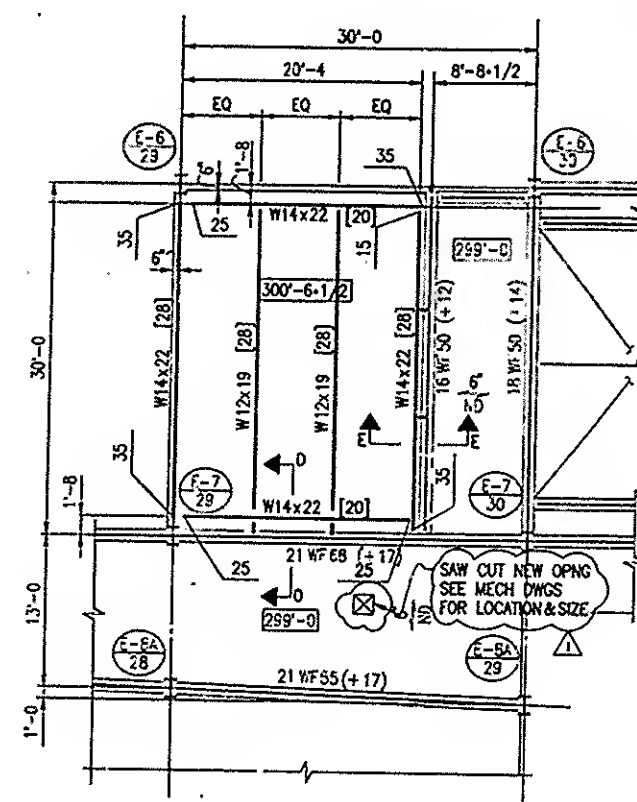 30'-0
20'-4
8'-8-1/2
EQ
EQ
EQ
E-6
29
6"
1'-8
35
E-6
30
W14x22
[20]
25
35
15
299'-0
6"
300'-6-1/2
30'-0
W14x22 [28]
W12x19 [28]
W12x19 [28]
W14x22 [28]
16 WF 50 (+12)
18 WF 50 (+14)
6"
ND
E
E
35
D
35
1'-8
E-7
29
E-7
30
W14x22
[20]
25
21 WF 68 (+17)
25
D
299'-0
SAW CUT NEW OPNG
SEE MECH DWGS
FOR LOCATION & SIZE
ND
1
13'-0
E-8A
28
29
21 WF55 (+17)
1'-0